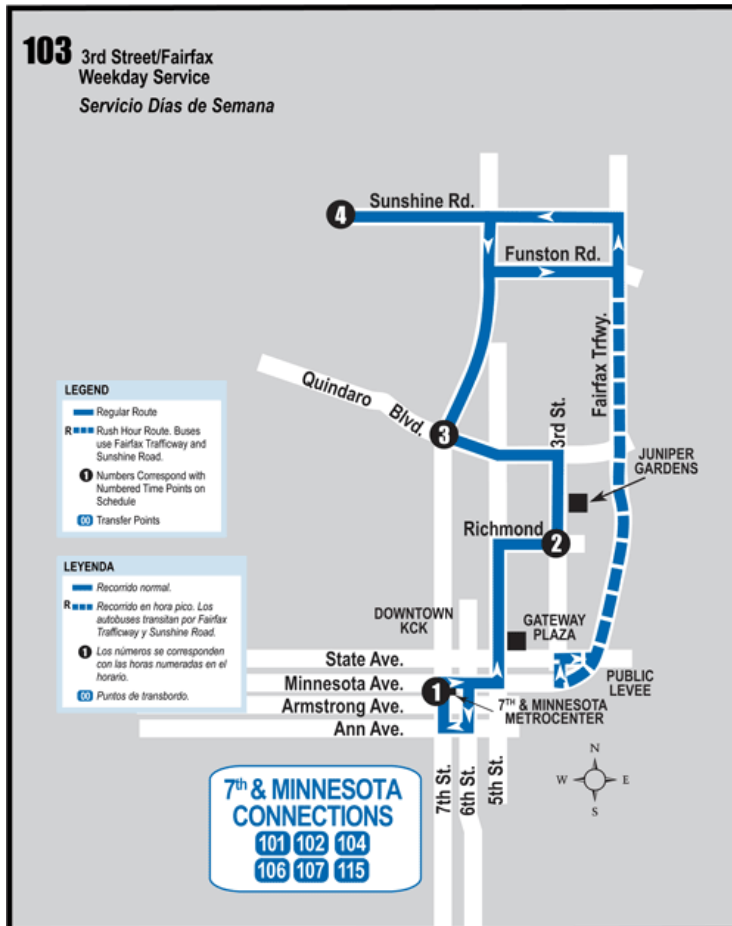 103 3rd Street/Fairfax
Weekday Service
Servicio Días de Semana
4
Sunshine Rd.
Funston Rd.
Fairfax Trfwy.
Quindaro
Blvd.
3
3rd St.
JUNIPER
GARDENS
Richmond
2
LEGEND
Regular Route
R Rush Hour Route. Buses
use Fairfax Trafficway and
Sunshine Road.
1 Numbers Correspond with
Numbered Time Points on
Schedule
00 Transfer Points
LEYENDA
Recorrido normal.
R Recorrido en hora pico. Los
autobuses transitan por Fairfax
Trafficway y Sunshine Road.
1 Los números se corresponden
con las horas numeradas en el
horario.
00 Puntos de transbordo.
DOWNTOWN
KCK
GATEWAY
PLAZA
State Ave.
Minnesota Ave.
Armstrong Ave.
Ann Ave.
1
PUBLIC
LEVEE
7TH & MINNESOTA
METROCENTER
7th St.
6th St.
5th St.
N
W E
S
7th & MINNESOTA
CONNECTIONS
101 102 104
106 107 115